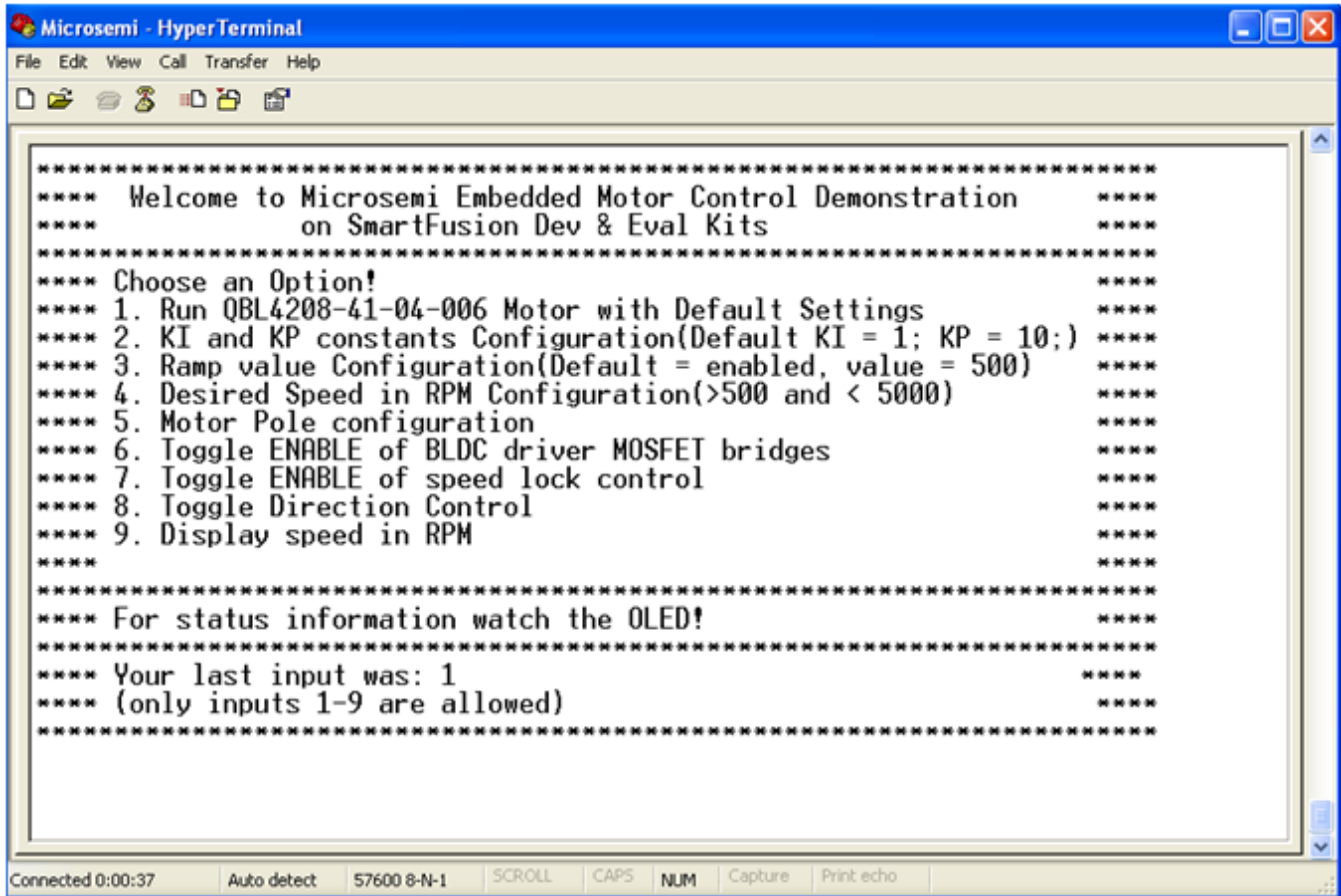 Microsemi - HyperTerminal
File Edit View Call Transfer Help
************************************************************************
**** Welcome to Microsemi Embedded Motor Control Demonstration ****
**** on SmartFusion Dev & Eval Kits ****
************************************************************************
**** Choose an Option! ****
**** 1. Run QBL4208-41-04-006 Motor with Default Settings ****
**** 2. KI and KP constants Configuration(Default KI = 1; KP = 10;) ****
**** 3. Ramp value Configuration(Default = enabled, value = 500) ****
**** 4. Desired Speed in RPM Configuration(>500 and < 5000) ****
**** 5. Motor Pole configuration ****
**** 6. Toggle ENABLE of BLDC driver MOSFET bridges ****
**** 7. Toggle ENABLE of speed lock control ****
**** 8. Toggle Direction Control ****
**** 9. Display speed in RPM ****
**** ****
************************************************************************
**** For status information watch the OLED! ****
************************************************************************
**** Your last input was: 1 ****
**** (only inputs 1-9 are allowed) ****
************************************************************************
Connected 0:00:37 Auto detect 57600 8-N-1 SCROLL CAPS NUM Capture Print echo